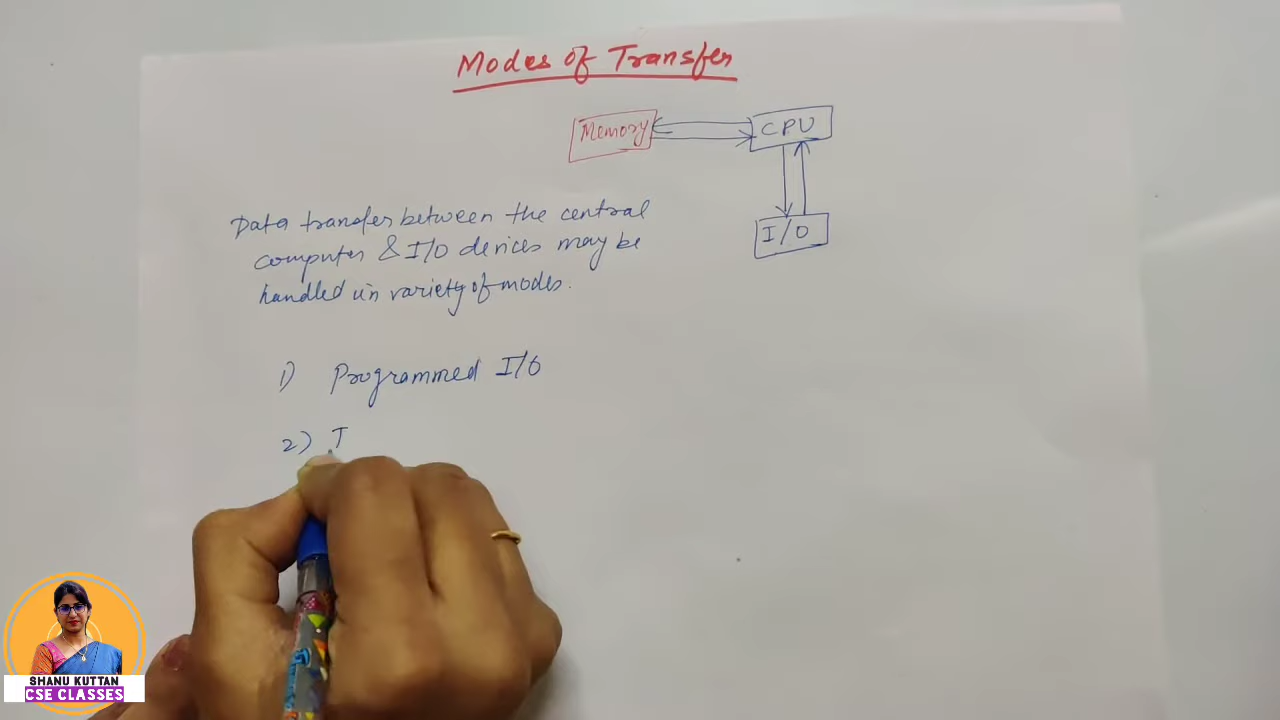 Modes of Transfer
Memory
CPU
I/O
Data transfer between the central
computer & I/O devices may be
handled in variety of modes.
1) Programmed I/O
2) I
SHANU KUTTAN
CSE CLASSES